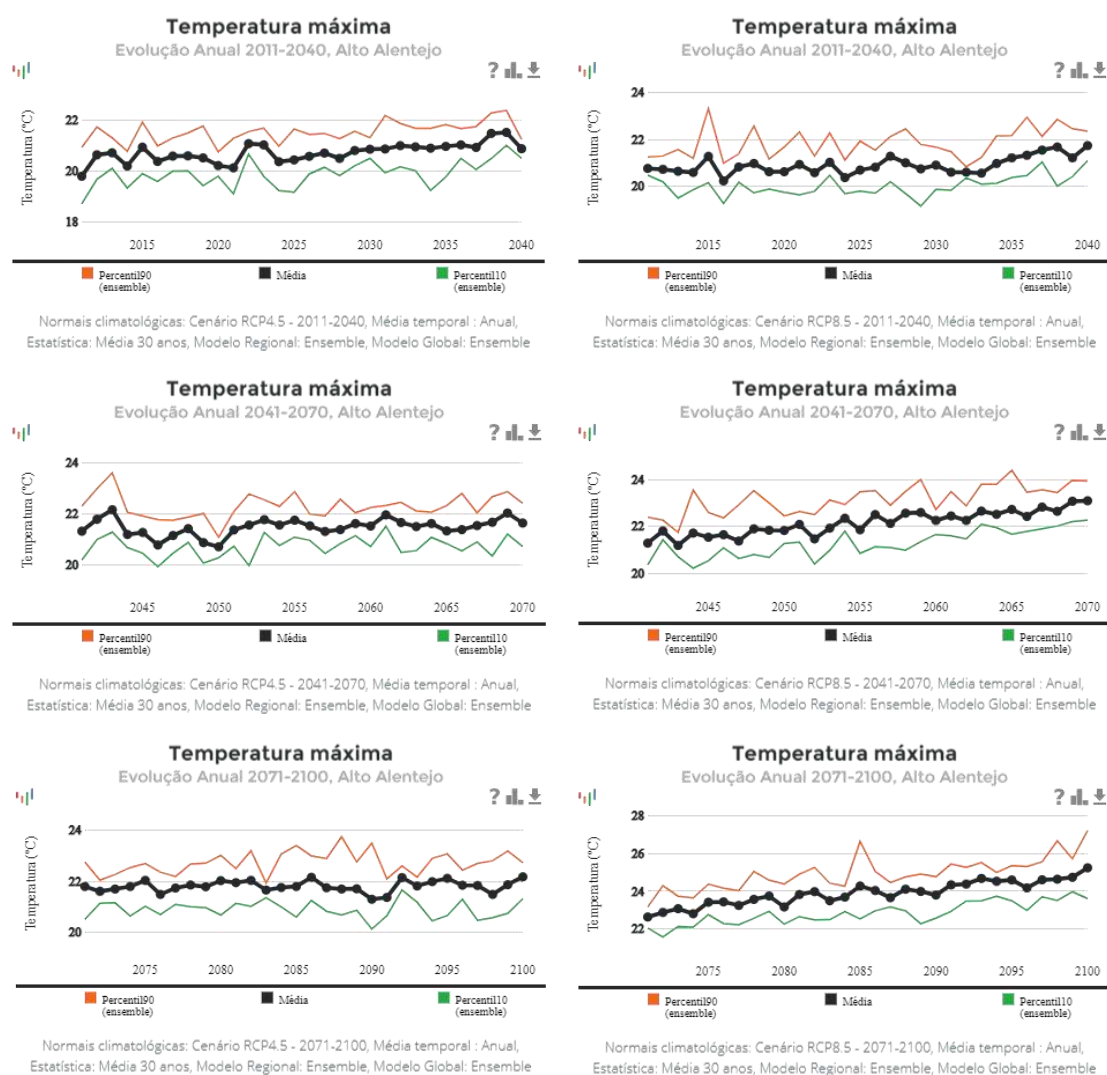 Temperatura máxima
Evolução Anual 2011-2040, Alto Alentejo
?
Temperatura (°C)
22
20
18
2015 2020 2025 2030 2035 2040
Percentil90 (ensemble) Média Percentil10 (ensemble)
Normais climatológicas: Cenário RCP4.5 - 2011-2040, Média temporal : Anual,
Estatística: Média 30 anos, Modelo Regional: Ensemble, Modelo Global: Ensemble
Temperatura máxima
Evolução Anual 2011-2040, Alto Alentejo
?
Temperatura (°C)
24
22
20
2015 2020 2025 2030 2035 2040
Percentil90 (ensemble) Média Percentil10 (ensemble)
Normais climatológicas: Cenário RCP8.5 - 2011-2040, Média temporal : Anual,
Estatística: Média 30 anos, Modelo Regional: Ensemble, Modelo Global: Ensemble
Temperatura máxima
Evolução Anual 2041-2070, Alto Alentejo
?
Temperatura (°C)
24
22
20
2045 2050 2055 2060 2065 2070
Percentil90 (ensemble) Média Percentil10 (ensemble)
Normais climatológicas: Cenário RCP4.5 - 2041-2070, Média temporal : Anual,
Estatística: Média 30 anos, Modelo Regional: Ensemble, Modelo Global: Ensemble
Temperatura máxima
Evolução Anual 2041-2070, Alto Alentejo
?
Temperatura (°C)
24
22
20
2045 2050 2055 2060 2065 2070
Percentil90 (ensemble) Média Percentil10 (ensemble)
Normais climatológicas: Cenário RCP8.5 - 2041-2070, Média temporal : Anual,
Estatística: Média 30 anos, Modelo Regional: Ensemble, Modelo Global: Ensemble
Temperatura máxima
Evolução Anual 2071-2100, Alto Alentejo
?
Temperatura (°C)
24
22
20
2075 2080 2085 2090 2095 2100
Percentil90 (ensemble) Média Percentil10 (ensemble)
Normais climatológicas: Cenário RCP4.5 - 2071-2100, Média temporal : Anual,
Estatística: Média 30 anos, Modelo Regional: Ensemble, Modelo Global: Ensemble
Temperatura máxima
Evolução Anual 2071-2100, Alto Alentejo
?
Temperatura (°C)
28
26
24
22
2075 2080 2085 2090 2095 2100
Percentil90 (ensemble) Média Percentil10 (ensemble)
Normais climatológicas: Cenário RCP8.5 - 2071-2100, Média temporal : Anual,
Estatística: Média 30 anos, Modelo Regional: Ensemble, Modelo Global: Ensemble